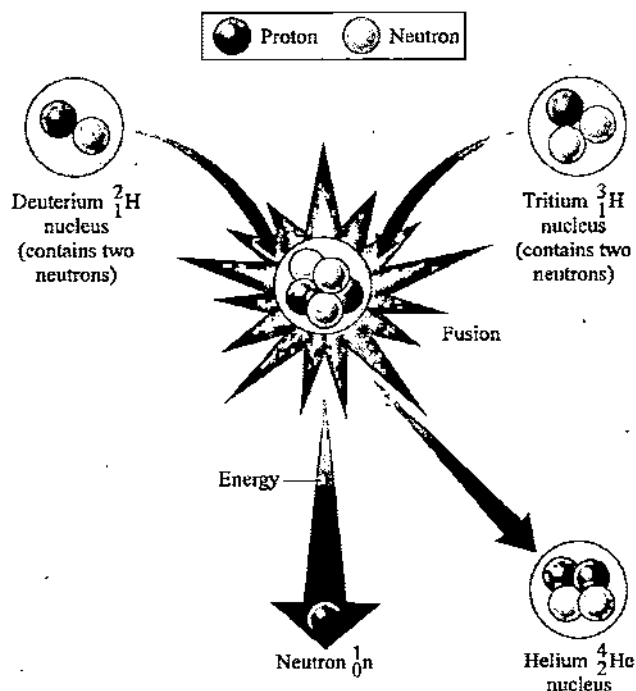 Proton Neutron
Deuterium ²₁H
nucleus
(contains two
neutrons)
Tritium ³₁H
nucleus
(contains two
neutrons)
Fusion
Energy
Neutron ¹₀n
Helium ⁴₂He
nucleus